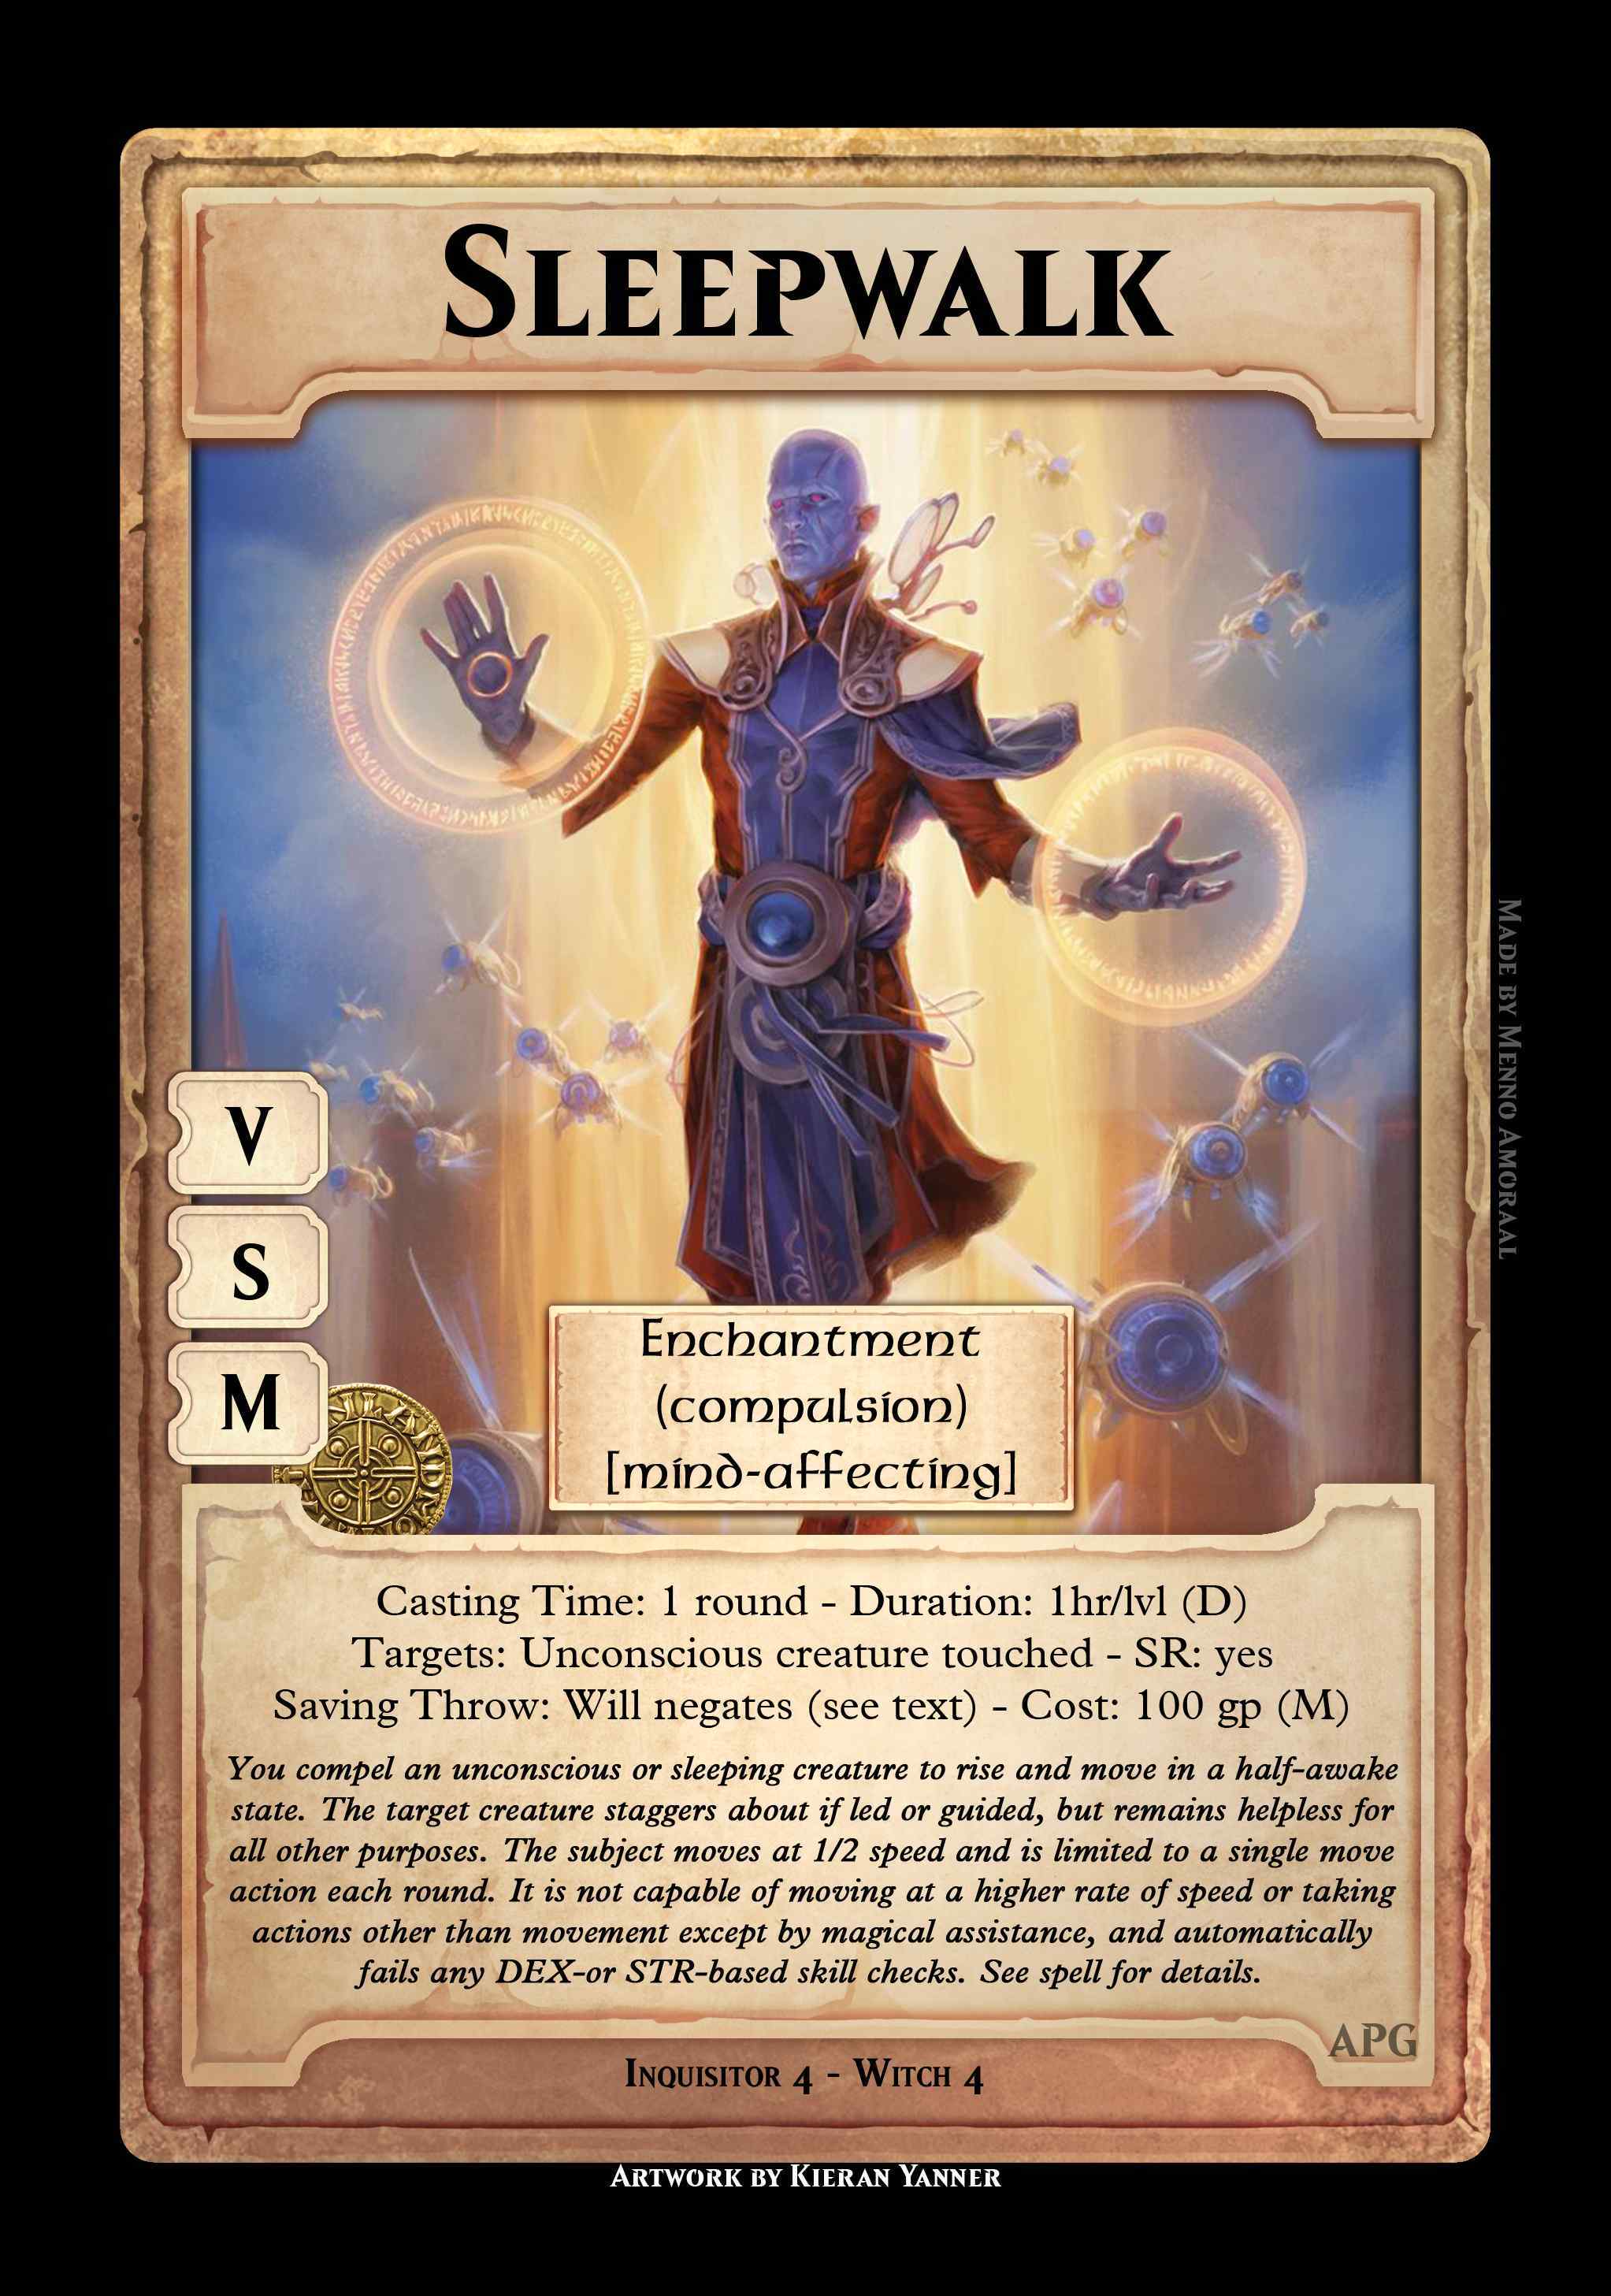 Sleepwalk
V
S
M
Enchantment
(compulsion)
[mind-affecting]
Casting Time: 1 round - Duration: 1hr/lvl (D)
Targets: Unconscious creature touched - SR: yes
Saving Throw: Will negates (see text) - Cost: 100 gp (M)
You compel an unconscious or sleeping creature to rise and move in a half-awake
state. The target creature staggers about if led or guided, but remains helpless for
all other purposes. The subject moves at 1/2 speed and is limited to a single move
action each round. It is not capable of moving at a higher rate of speed or taking
actions other than movement except by magical assistance, and automatically
fails any DEX-or STR-based skill checks. See spell for details.
APG
Inquisitor 4 - Witch 4
Artwork by Kieran Yanner
Made by Menno Amoraal